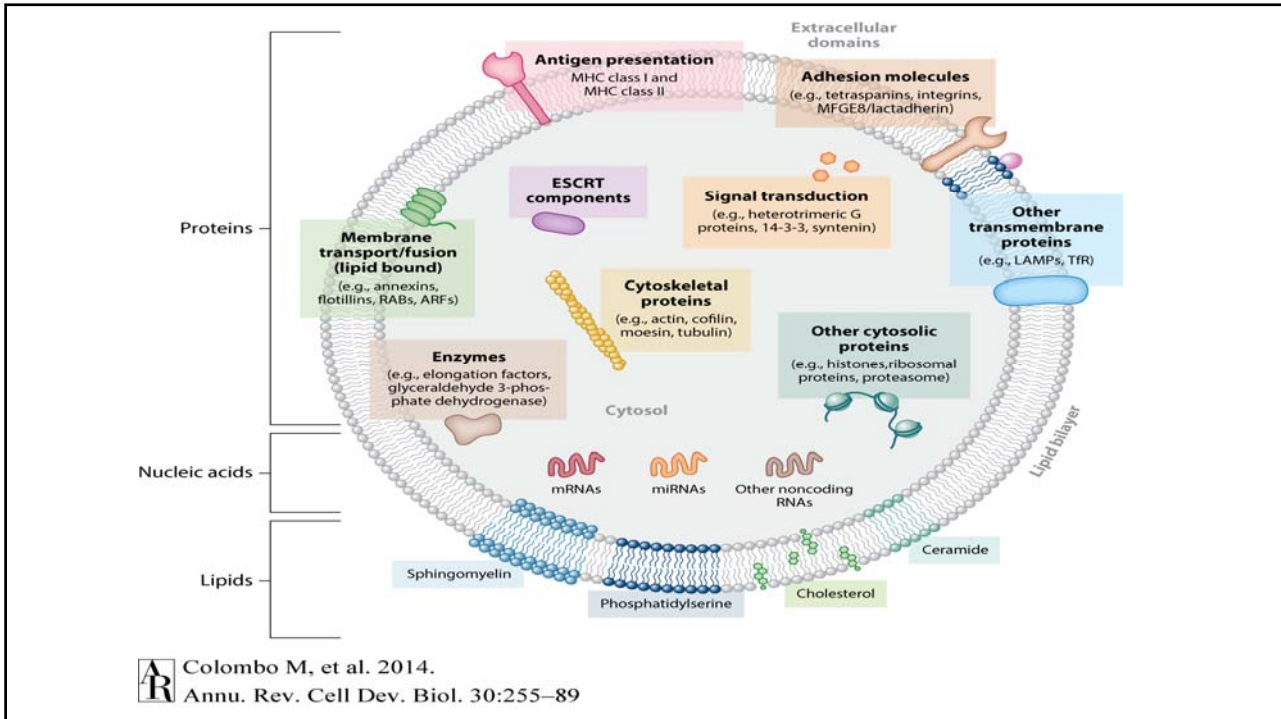 Extracellular
domains
Antigen presentation
MHC class I and
MHC class II
Adhesion molecules
(e.g., tetraspanins, integrins,
MFGE8/lactadherin)
ESCRT
components
Signal transduction
(e.g., heterotrimeric G
proteins, 14-3-3, syntenin)
Other
transmembrane
proteins
(e.g., LAMPs, TfR)
Proteins
Membrane
transport/fusion
(lipid bound)
(e.g., annexins,
flotillins, RABs, ARFs)
Cytoskeletal
proteins
(e.g., actin, cofilin,
moesin, tubulin)
Other cytosolic
proteins
(e.g., histones,ribosomal
proteins, proteasome)
Enzymes
(e.g., elongation factors,
glyceraldehyde 3-phos-
phate dehydrogenase)
Cytosol
Lipid bilayer
Nucleic acids
mRNAs
miRNAs
Other noncoding
RNAs
Lipids
Sphingomyelin
Phosphatidylserine
Cholesterol
Ceramide
AR
Colombo M, et al. 2014.
Annu. Rev. Cell Dev. Biol. 30:255–89